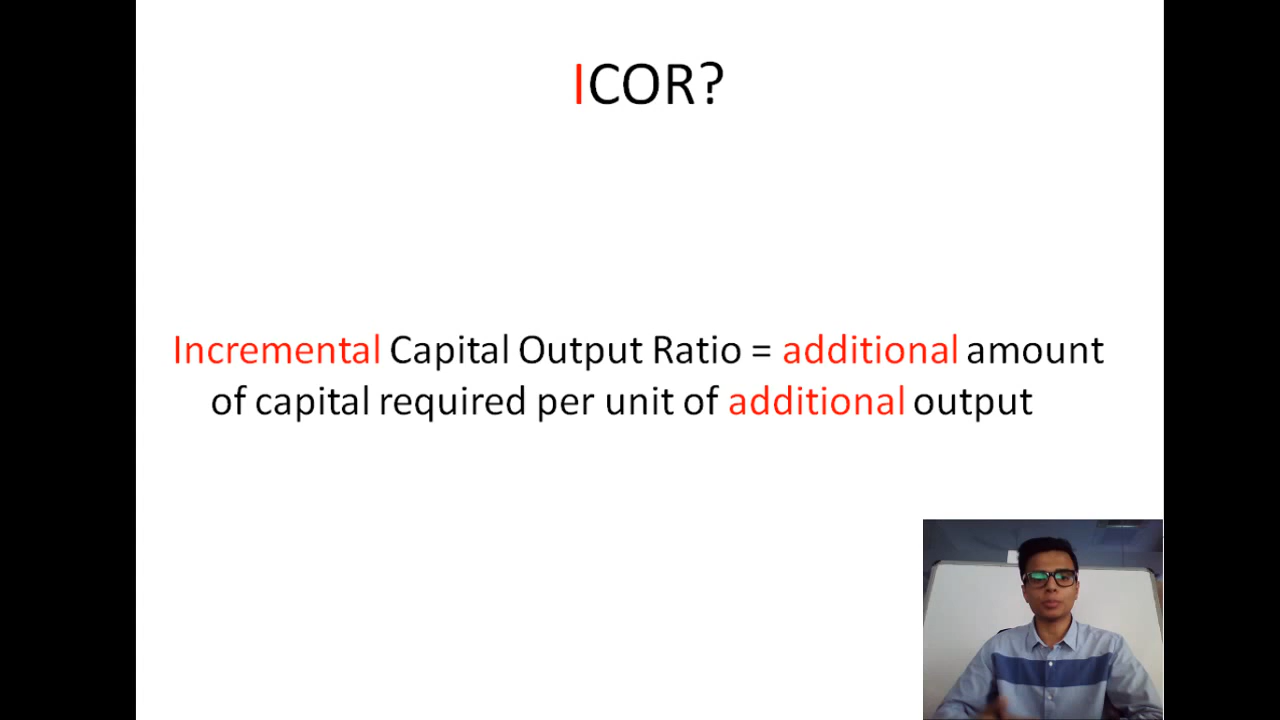 ICOR?
Incremental Capital Output Ratio = additional amount
of capital required per unit of additional output